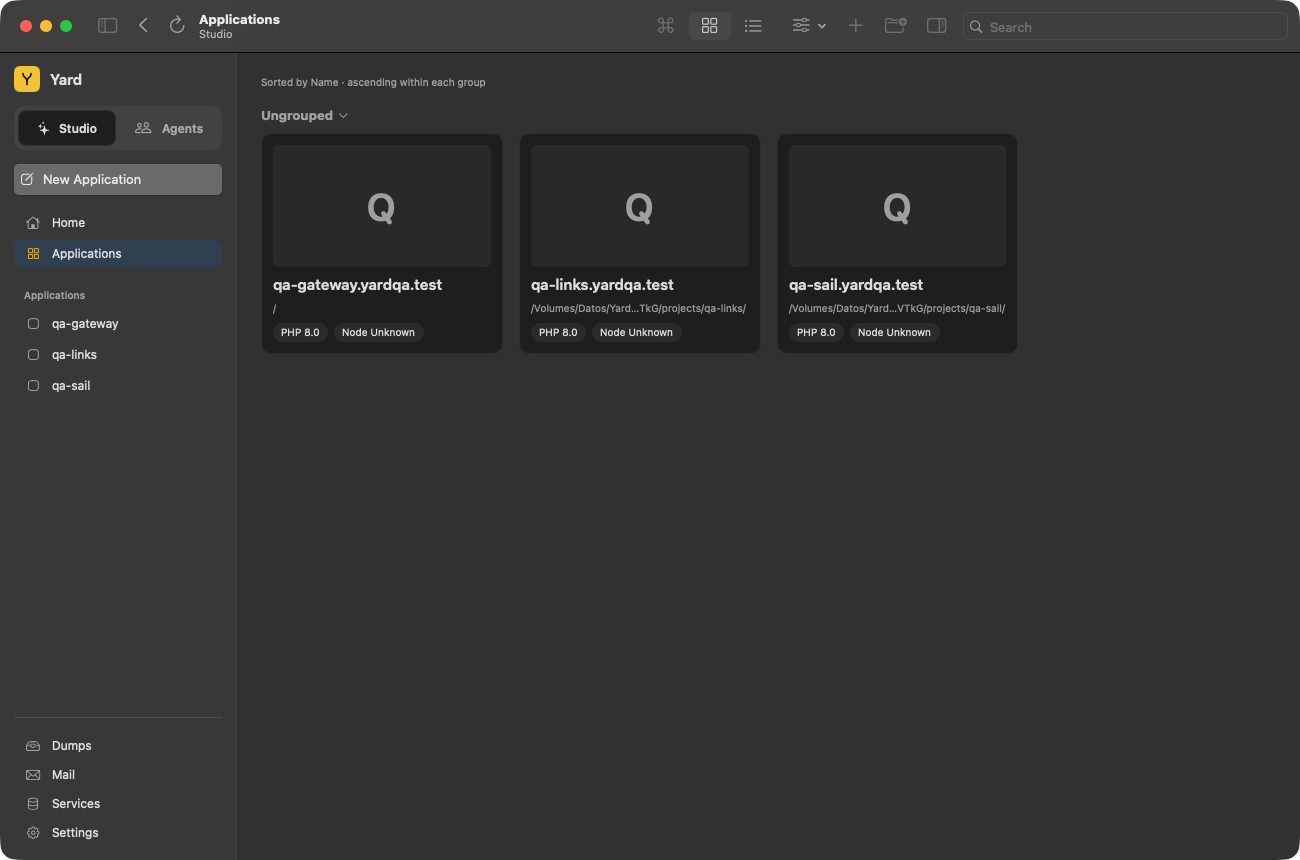 Applications
Studio
Search
Y Yard
Studio
Agents
New Application
Home
Applications
Applications
qa-gateway
qa-links
qa-sail
Dumps
Mail
Services
Settings
Sorted by Name · ascending within each group
Ungrouped
Q
qa-gateway.yardqa.test
/
PHP 8.0
Node Unknown
Q
qa-links.yardqa.test
/Volumes/Datos/Yard...TkG/projects/qa-links/
PHP 8.0
Node Unknown
Q
qa-sail.yardqa.test
/Volumes/Datos/Yard...VTkG/projects/qa-sail/
PHP 8.0
Node Unknown